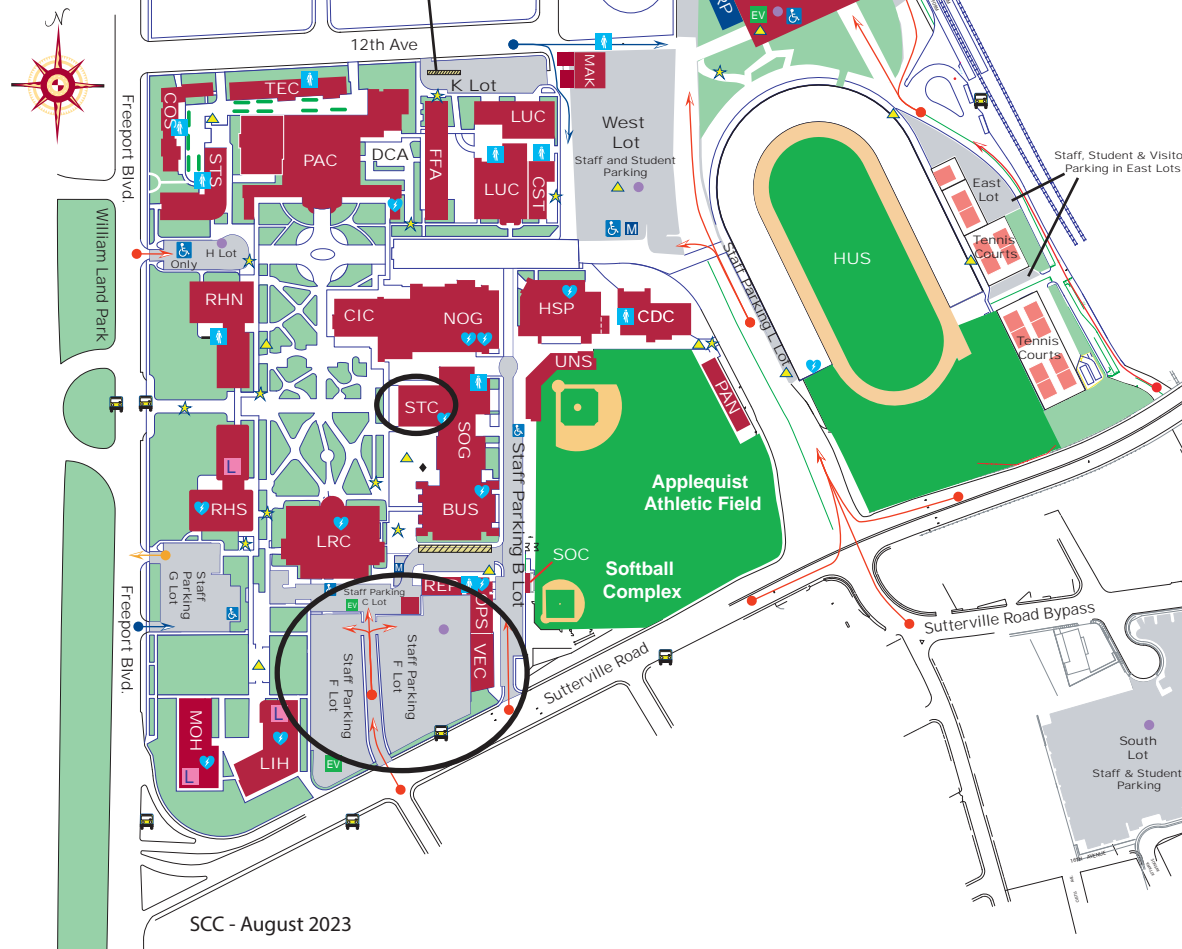 N
RP
EV
12th Ave
K Lot
MAK
TEC
COS
STS
PAC
DCA
FFA
LUC
LUC
CST
West
Lot
Staff and Student
Parking
M
Freeport Blvd.
William Land Park
Only
H Lot
Staff, Student & Visito
Parking in East Lots
East
Lot
Tennis
Courts
Tennis
Courts
HUS
Staff Parking L Lot
RHN
CIC
NOG
HSP
CDC
UNS
PAN
STC
SOG
L
RHS
LRC
BUS
Staff Parking B Lot
Applequist
Athletic Field
SOC
Softball
Complex
M
Staff
Parking
G Lot
Freeport Blvd.
Staff Parking
C Lot
EV
REP
OPS
VEC
Staff Parking
F Lot
Staff Parking
F Lot
EV
MOH
L
L
LIH
Sutterville Road
Sutterville Road Bypass
South
Lot
Staff & Student
Parking
SCC - August 2023